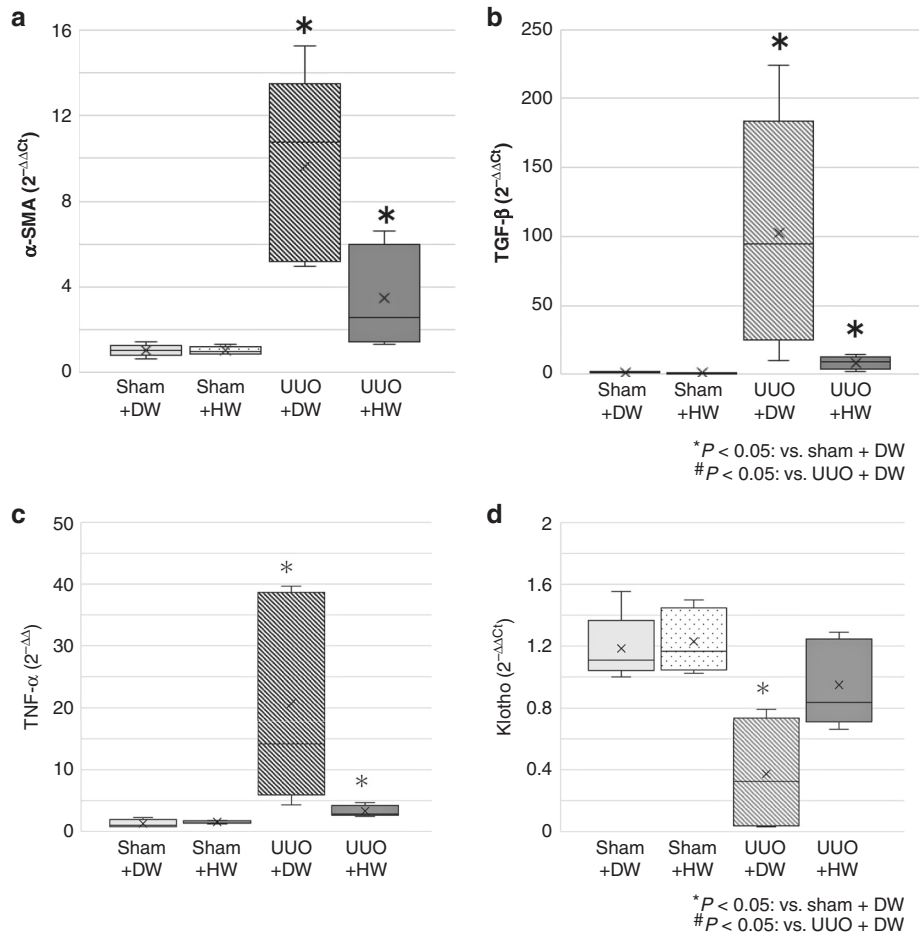 a
16
12
8
4
0
α-SMA (2⁻ΔΔCt)
*
*
Sham
+DW
Sham
+HW
UUO
+DW
UUO
+HW
b
250
200
150
100
50
0
TGF-β (2⁻ΔΔCt)
*
*
Sham
+DW
Sham
+HW
UUO
+DW
UUO
+HW
*P < 0.05: vs. sham + DW
#P < 0.05: vs. UUO + DW
c
50
40
30
20
10
0
TNF-α (2⁻ΔΔ)
*
*
Sham
+DW
Sham
+HW
UUO
+DW
UUO
+HW
d
2
1.6
1.2
0.8
0.4
0
Klotho (2⁻ΔΔCt)
*
Sham
+DW
Sham
+HW
UUO
+DW
UUO
+HW
*P < 0.05: vs. sham + DW
#P < 0.05: vs. UUO + DW